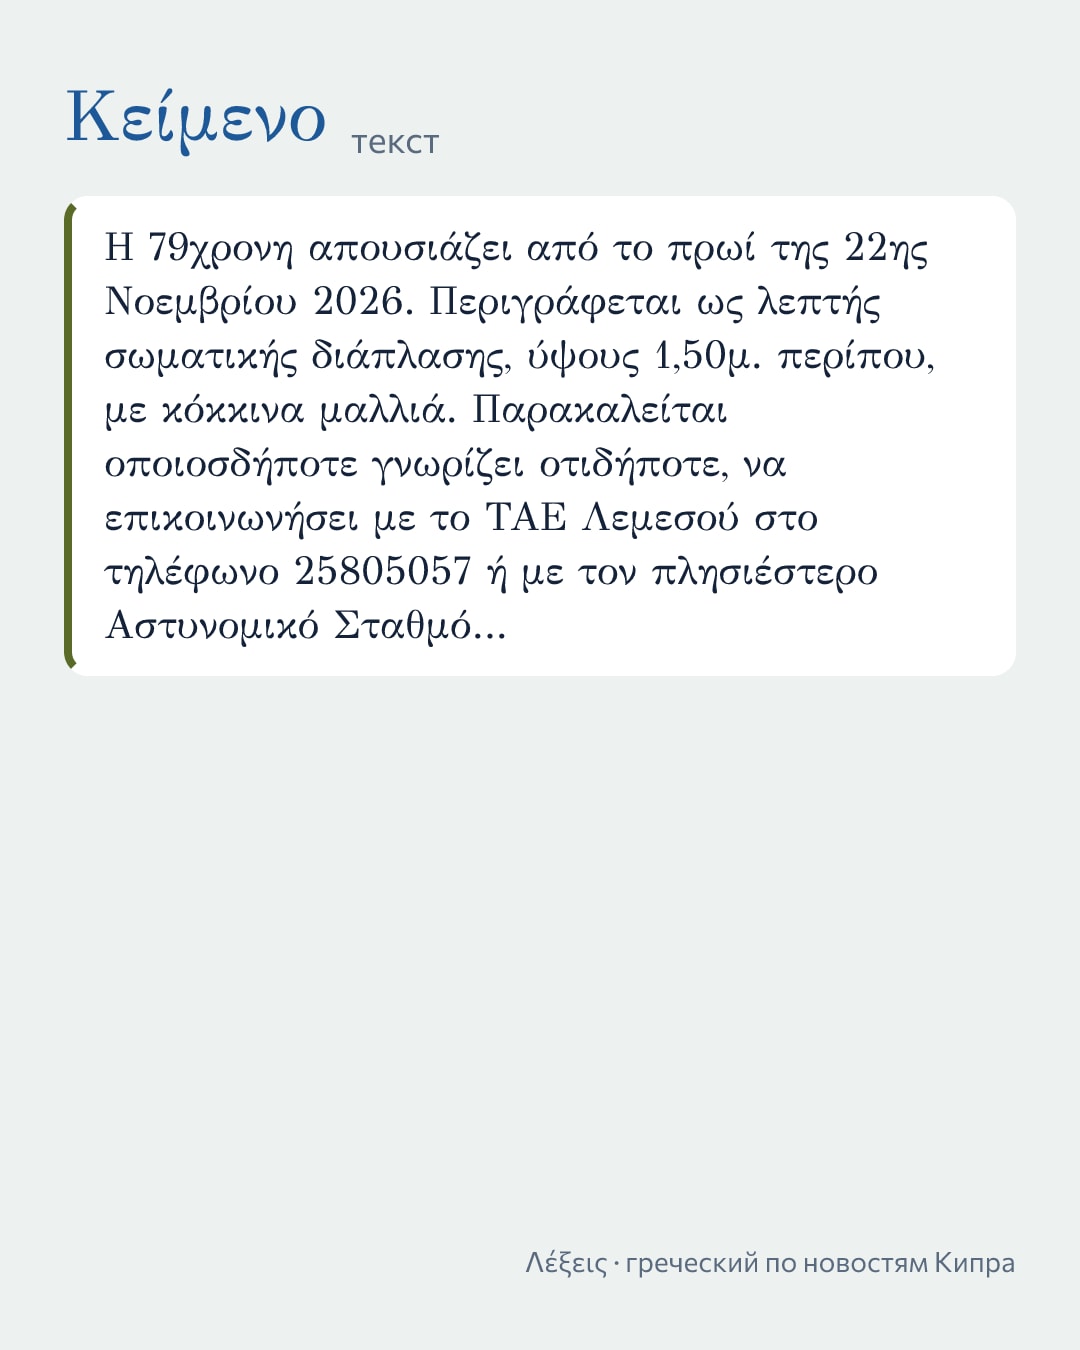 Κείμενο текст
Η 79χρονη απουσιάζει από το πρωί της 22ης
Νοεμβρίου 2026. Περιγράφεται ως λεπτής
σωματικής διάπλασης, ύψους 1,50μ. περίπου,
με κόκκινα μαλλιά. Παρακαλείται
οποιοσδήποτε γνωρίζει οτιδήποτε, να
επικοινωνήσει με το ΤΑΕ Λεμεσού στο
τηλέφωνο 25805057 ή με τον πλησιέστερο
Αστυνομικό Σταθμό...
Λέξεις · греческий по новостям Кипра